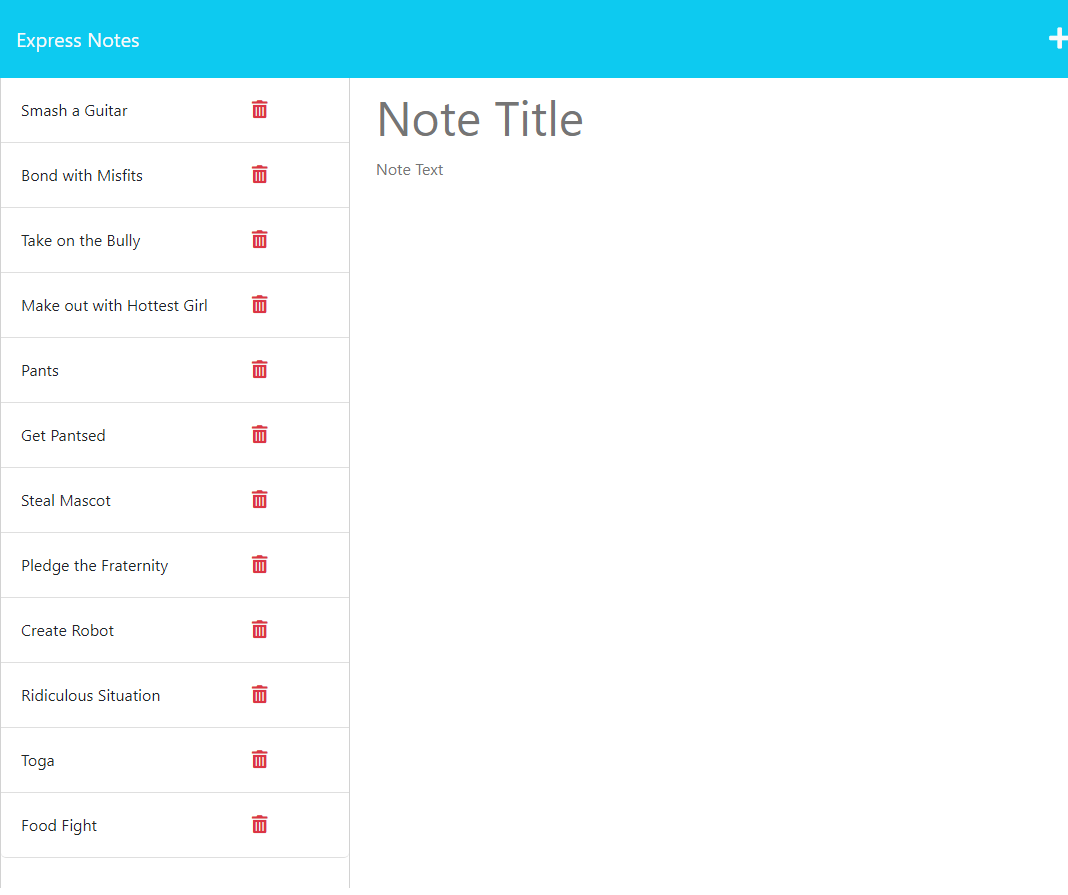 Express Notes
Smash a Guitar
Bond with Misfits
Take on the Bully
Make out with Hottest Girl
Pants
Get Pantsed
Steal Mascot
Pledge the Fraternity
Create Robot
Ridiculous Situation
Toga
Food Fight
Note Title
Note Text